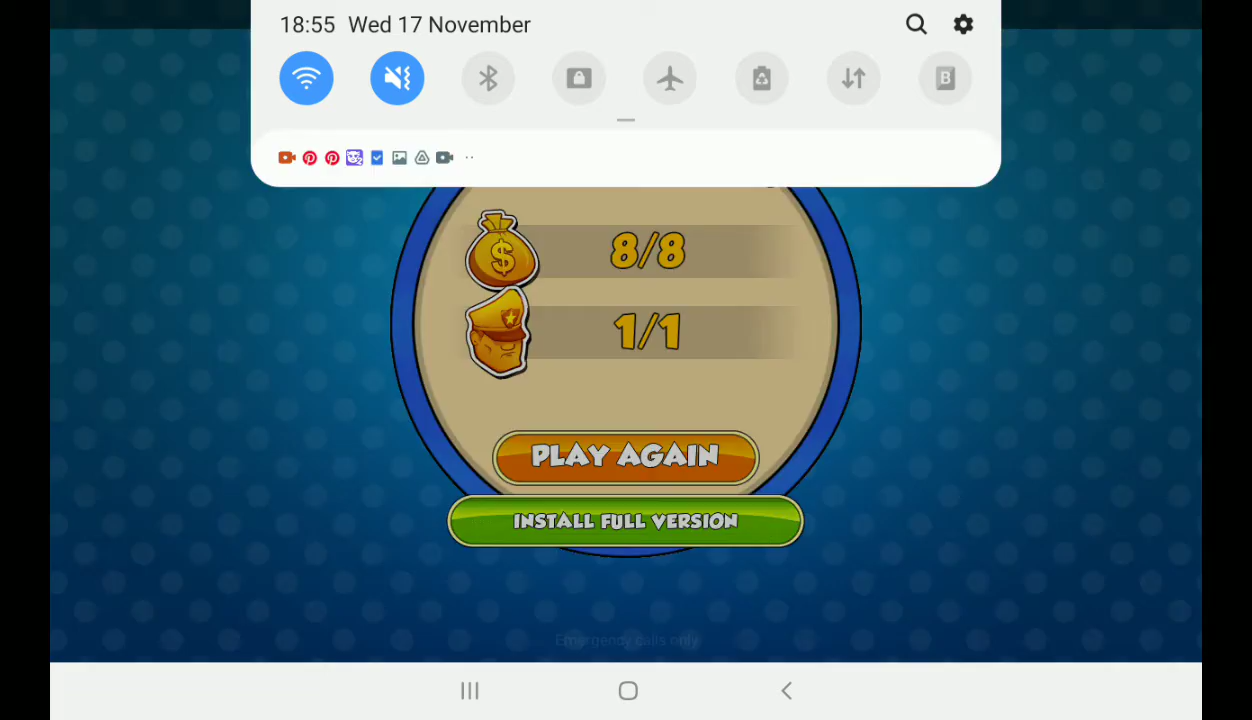 18:55 Wed 17 November
8/8
1/1
PLAY AGAIN
INSTALL FULL VERSION
Emergency calls only